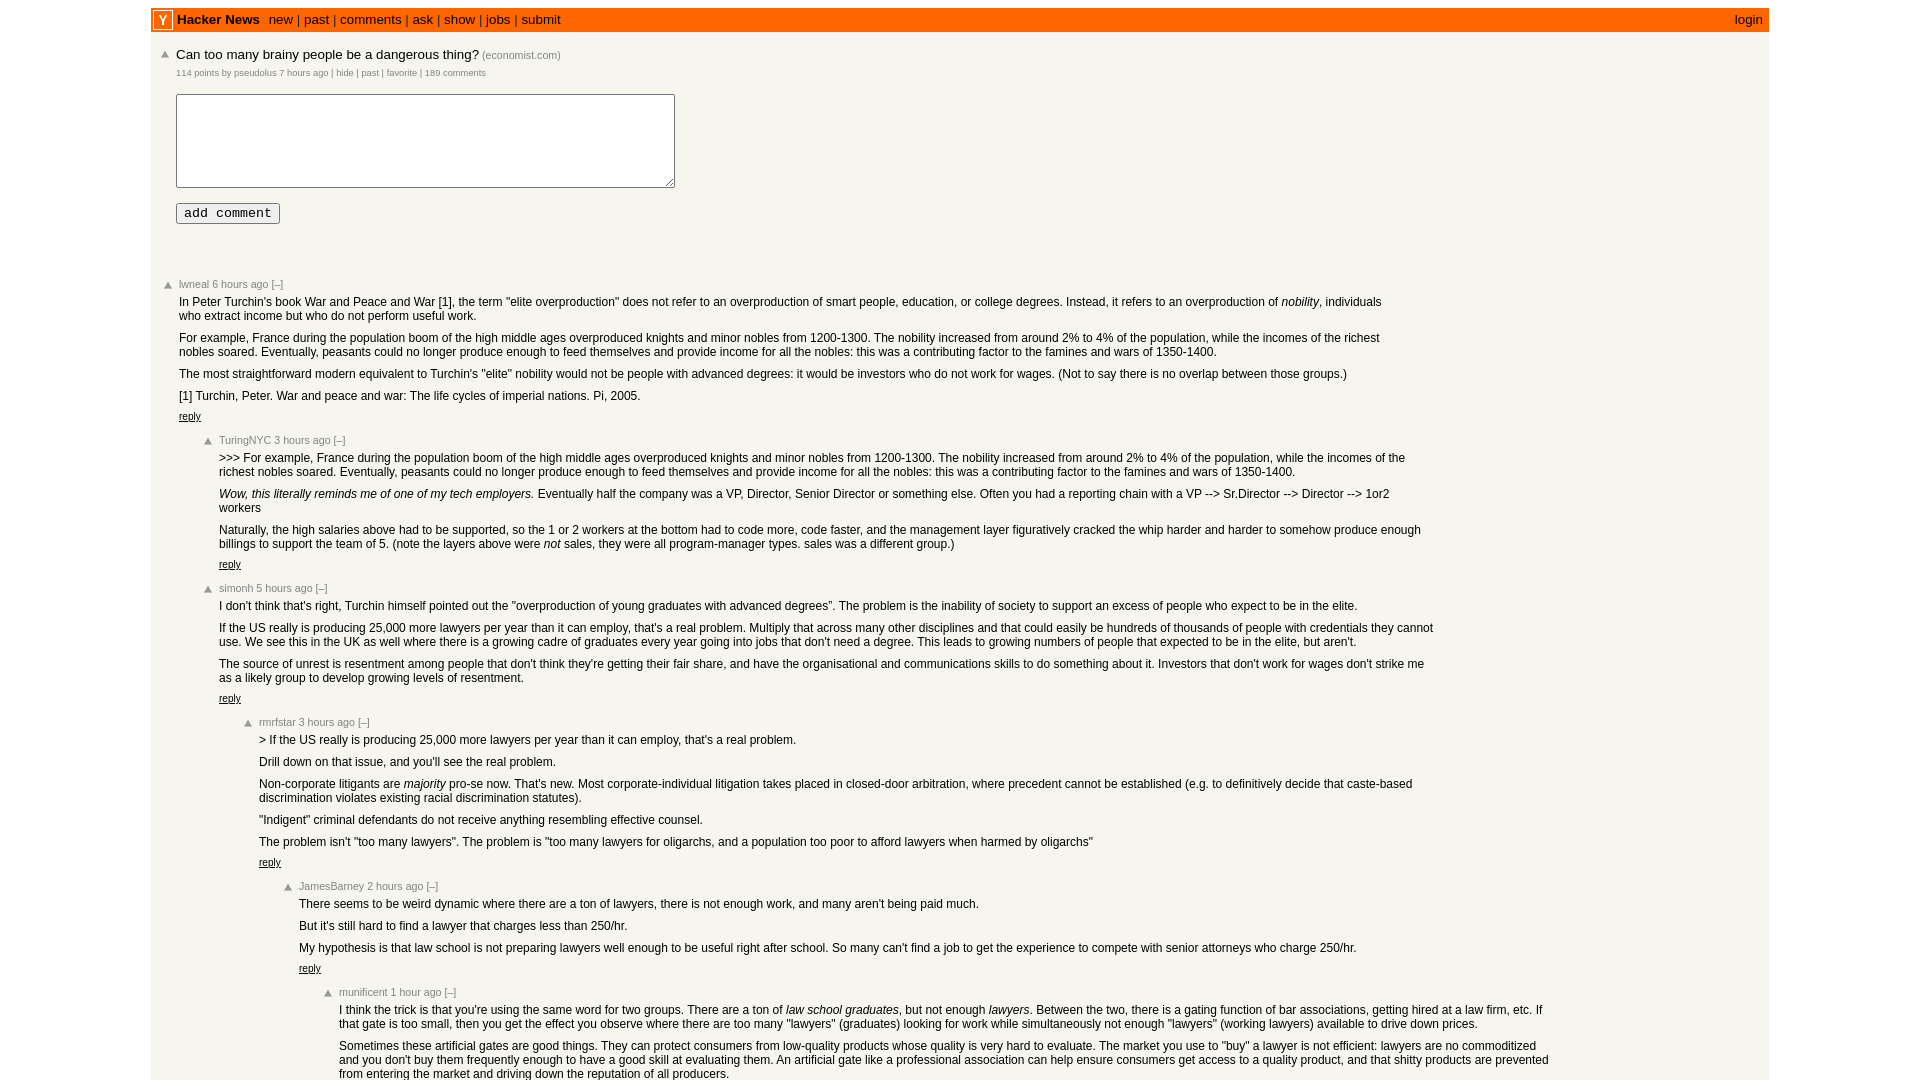 Y Hacker News new | past | comments | ask | show | jobs | submit login
Can too many brainy people be a dangerous thing? (economist.com)
114 points by pseudolus 7 hours ago | hide | past | favorite | 189 comments
add comment
lwneal 6 hours ago [–]
In Peter Turchin's book War and Peace and War [1], the term "elite overproduction" does not refer to an overproduction of smart people, education, or college degrees. Instead, it refers to an overproduction of nobility, individuals
who extract income but who do not perform useful work.
For example, France during the population boom of the high middle ages overproduced knights and minor nobles from 1200-1300. The nobility increased from around 2% to 4% of the population, while the incomes of the richest
nobles soared. Eventually, peasants could no longer produce enough to feed themselves and provide income for all the nobles: this was a contributing factor to the famines and wars of 1350-1400.
The most straightforward modern equivalent to Turchin's "elite" nobility would not be people with advanced degrees: it would be investors who do not work for wages. (Not to say there is no overlap between those groups.)
[1] Turchin, Peter. War and peace and war: The life cycles of imperial nations. Pi, 2005.
reply
TuringNYC 3 hours ago [–]
>>> For example, France during the population boom of the high middle ages overproduced knights and minor nobles from 1200-1300. The nobility increased from around 2% to 4% of the population, while the incomes of the
richest nobles soared. Eventually, peasants could no longer produce enough to feed themselves and provide income for all the nobles: this was a contributing factor to the famines and wars of 1350-1400.
Wow, this literally reminds me of one of my tech employers. Eventually half the company was a VP, Director, Senior Director or something else. Often you had a reporting chain with a VP --> Sr.Director --> Director --> 1or2
workers
Naturally, the high salaries above had to be supported, so the 1 or 2 workers at the bottom had to code more, code faster, and the management layer figuratively cracked the whip harder and harder to somehow produce enough
billings to support the team of 5. (note the layers above were not sales, they were all program-manager types. sales was a different group.)
reply
simonh 5 hours ago [–]
I don't think that's right, Turchin himself pointed out the "overproduction of young graduates with advanced degrees”. The problem is the inability of society to support an excess of people who expect to be in the elite.
If the US really is producing 25,000 more lawyers per year than it can employ, that's a real problem. Multiply that across many other disciplines and that could easily be hundreds of thousands of people with credentials they cannot
use. We see this in the UK as well where there is a growing cadre of graduates every year going into jobs that don't need a degree. This leads to growing numbers of people that expected to be in the elite, but aren't.
The source of unrest is resentment among people that don't think they're getting their fair share, and have the organisational and communications skills to do something about it. Investors that don't work for wages don't strike me
as a likely group to develop growing levels of resentment.
reply
rmrfstar 3 hours ago [–]
> If the US really is producing 25,000 more lawyers per year than it can employ, that's a real problem.
Drill down on that issue, and you'll see the real problem.
Non-corporate litigants are majority pro-se now. That's new. Most corporate-individual litigation takes placed in closed-door arbitration, where precedent cannot be established (e.g. to definitively decide that caste-based
discrimination violates existing racial discrimination statutes).
"Indigent" criminal defendants do not receive anything resembling effective counsel.
The problem isn't "too many lawyers". The problem is "too many lawyers for oligarchs, and a population too poor to afford lawyers when harmed by oligarchs"
reply
JamesBarney 2 hours ago [–]
There seems to be weird dynamic where there are a ton of lawyers, there is not enough work, and many aren't being paid much.
But it's still hard to find a lawyer that charges less than 250/hr.
My hypothesis is that law school is not preparing lawyers well enough to be useful right after school. So many can't find a job to get the experience to compete with senior attorneys who charge 250/hr.
reply
munificent 1 hour ago [–]
I think the trick is that you're using the same word for two groups. There are a ton of law school graduates, but not enough lawyers. Between the two, there is a gating function of bar associations, getting hired at a law firm, etc. If
that gate is too small, then you get the effect you observe where there are too many "lawyers" (graduates) looking for work while simultaneously not enough "lawyers" (working lawyers) available to drive down prices.
Sometimes these artificial gates are good things. They can protect consumers from low-quality products whose quality is very hard to evaluate. The market you use to "buy" a lawyer is not efficient: lawyers are no commoditized
and you don't buy them frequently enough to have a good skill at evaluating them. An artificial gate like a professional association can help ensure consumers get access to a quality product, and that shitty products are prevented
from entering the market and driving down the reputation of all producers.